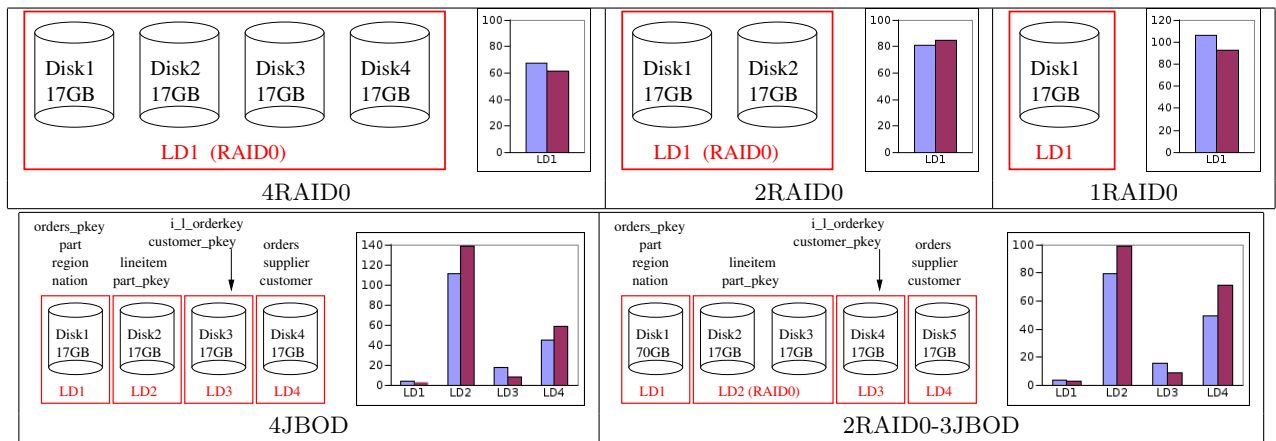 Disk1 Disk2 Disk3 Disk4
17GB 17GB 17GB 17GB
LD1 (RAID0)
100
80
60
40
20
0
LD1
4RAID0
Disk1 Disk2
17GB 17GB
LD1 (RAID0)
100
80
60
40
20
0
LD1
2RAID0
Disk1
17GB
LD1
120
100
80
60
40
20
0
LD1
1RAID0
orders_pkey
part
region
nation
lineitem
part_pkey
i_l_orderkey
customer_pkey
orders
supplier
customer
Disk1 Disk2 Disk3 Disk4
17GB 17GB 17GB 17GB
LD1 LD2 LD3 LD4
140
120
100
80
60
40
20
0
LD1 LD2 LD3 LD4
4JBOD
orders_pkey
part
region
nation
lineitem
part_pkey
i_l_orderkey
customer_pkey
orders
supplier
customer
Disk1 Disk2 Disk3 Disk4 Disk5
70GB 17GB 17GB 17GB 17GB
LD1 LD2 (RAID0) LD3 LD4
100
80
60
40
20
0
LD1 LD2 LD3 LD4
2RAID0-3JBOD